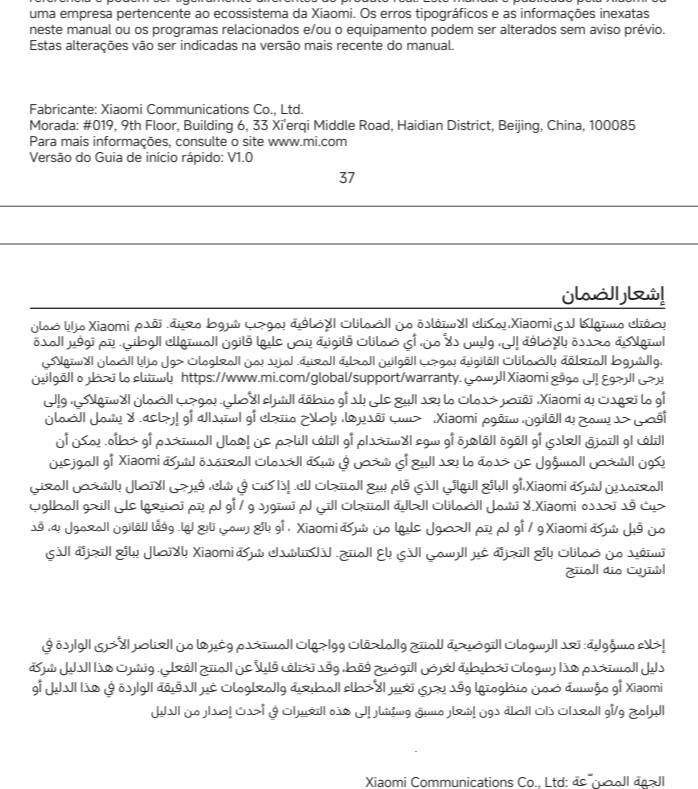 uma empresa pertencente ao ecossistema da Xiaomi. Os erros tipográficos e as informações inexatas
neste manual ou os programas relacionados e/ou o equipamento podem ser alterados sem aviso prévio.
Estas alterações vão ser indicadas na versão mais recente do manual.
Fabricante: Xiaomi Communications Co., Ltd.
Morada: #019, 9th Floor, Building 6, 33 Xi'erqi Middle Road, Haidian District, Beijing, China, 100085
Para mais informações, consulte o site www.mi.com
Versão do Guia de início rápido: V1.0
37
إشعار الضمان
بصفتك مستهلكا لدى Xiaomi،يمكنك الاستفادة من الضمانات الإضافية بموجب شروط معينة. تقدم Xiaomi مزايا ضمان
استهلاكية محددة بالإضافة إلى، وليس دلاً من، أي ضمانات قانونية ينص عليها قانون المستهلك الوطني. يتم توفير المدة
،والشروط المتعلقة بالضمانات القانونية بموجب القوانين المحلية المعنية. لمزيد بمن المعلومات حول مزايا الضمان الاستهلاكي
يرجى الرجوع إلى موقع Xiaomi الرسمي .https://www.mi.com/global/support/warranty باستثناء ما تحظر ه القوانين
أو ما تعهدت به Xiaomi، تقتصر خدمات ما بعد البيع على بلد أو منطقة الشراء الأصلي. بموجب الضمان الاستهلاكي، وإلى
أقصى حد يسمح به القانون، ستقوم Xiaomi، حسب تقديرها، بإصلاح منتجك أو استبداله أو إرجاعه. لا يشمل الضمان
التلف او التمزق العادي أو القوة القاهرة أو سوء الاستخدام أو التلف الناجم عن إهمال المستخدم أو خطأه. يمكن أن
يكون الشخص المسؤول عن خدمة ما بعد البيع أي شخص في شبكة الخدمات المعتمَدة لشركة Xiaomi أو الموزعين
المعتمدين لشركة Xiaomi،أو البائع النهائي الذي قام ببيع المنتجات لك. إذا كنت في شك، فيرجى الاتصال بالشخص المعني
حيث قد تحدده Xiaomi.لا تشمل الضمانات الحالية المنتجات التي لم تستورد و / أو لم يتم تصنيعها على النحو المطلوب
من قبل شركة Xiaomi و / أو لم يتم الحصول عليها من شركة Xiaomi ، أو بائع رسمي تابع لها. وفقًا للقانون المعمول به، قد
تستفيد من ضمانات بائع التجزئة غير الرسمي الذي باع المنتج. لذلكتناشدك شركة Xiaomi بالاتصال ببائع التجزئة الذي
اشتريت منه المنتج
إخلاء مسؤولية: تعد الرسومات التوضيحية للمنتج والملحقات وواجهات المستخدم وغيرها من العناصر الأخرى الواردة في
دليل المستخدم هذا رسومات تخطيطية لغرض التوضيح فقط، وقد تختلف قليلاً عن المنتج الفعلي. ونشرت هذا الدليل شركة
Xiaomi أو مؤسسة ضمن منظومتها وقد يجري تغيير الأخطاء المطبعية والمعلومات غير الدقيقة الواردة في هذا الدليل أو
البرامج و/أو المعدات ذات الصلة دون إشعار مسبق وسيُشار إلى هذه التغييرات في أحدث إصدار من الدليل
.
الجهة المصنّعة :Xiaomi Communications Co., Ltd